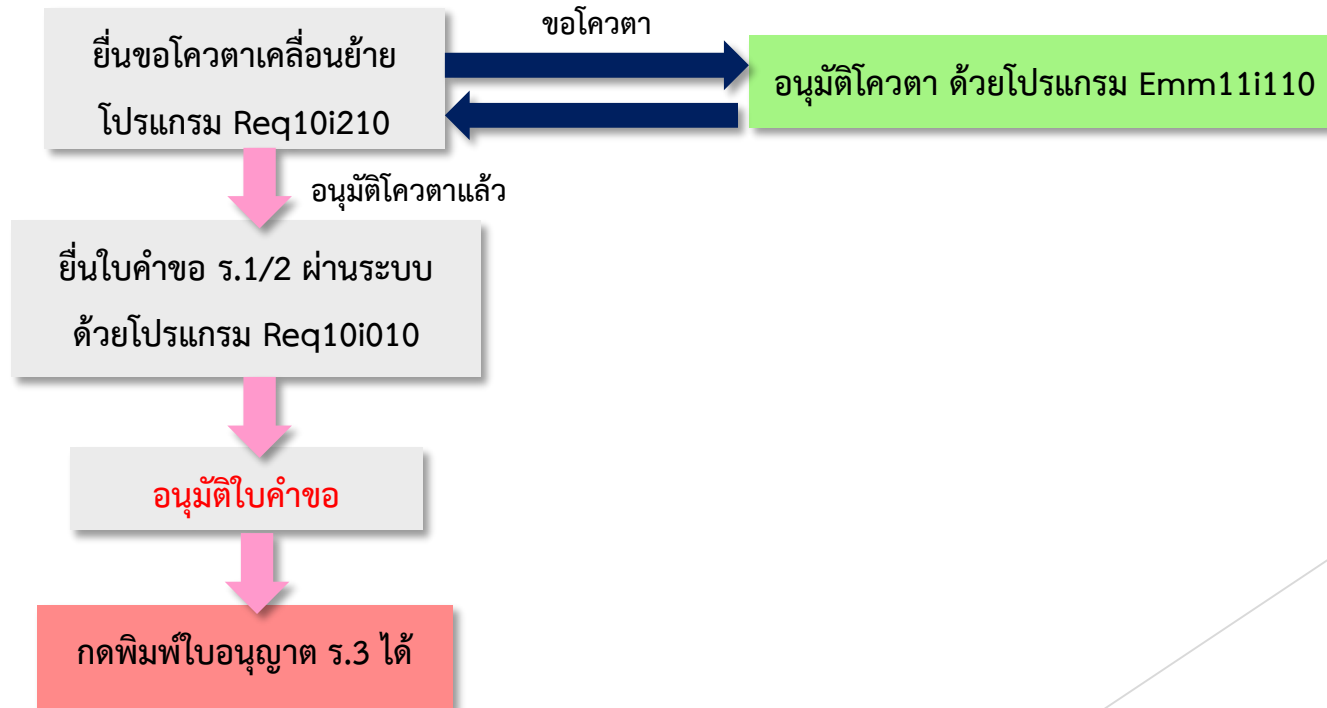 ขอโควตา
ยื่นขอโควตาเคลื่อนย้าย
โปรแกรม Req10i210
อนุมัติโควตา ด้วยโปรแกรม Emm11i110
อนุมัติโควตาแล้ว
ยื่นใบคำขอ ร.1/2 ผ่านระบบ
ด้วยโปรแกรม Req10i010
อนุมัติใบคำขอ
กดพิมพ์ใบอนุญาต ร.3 ได้